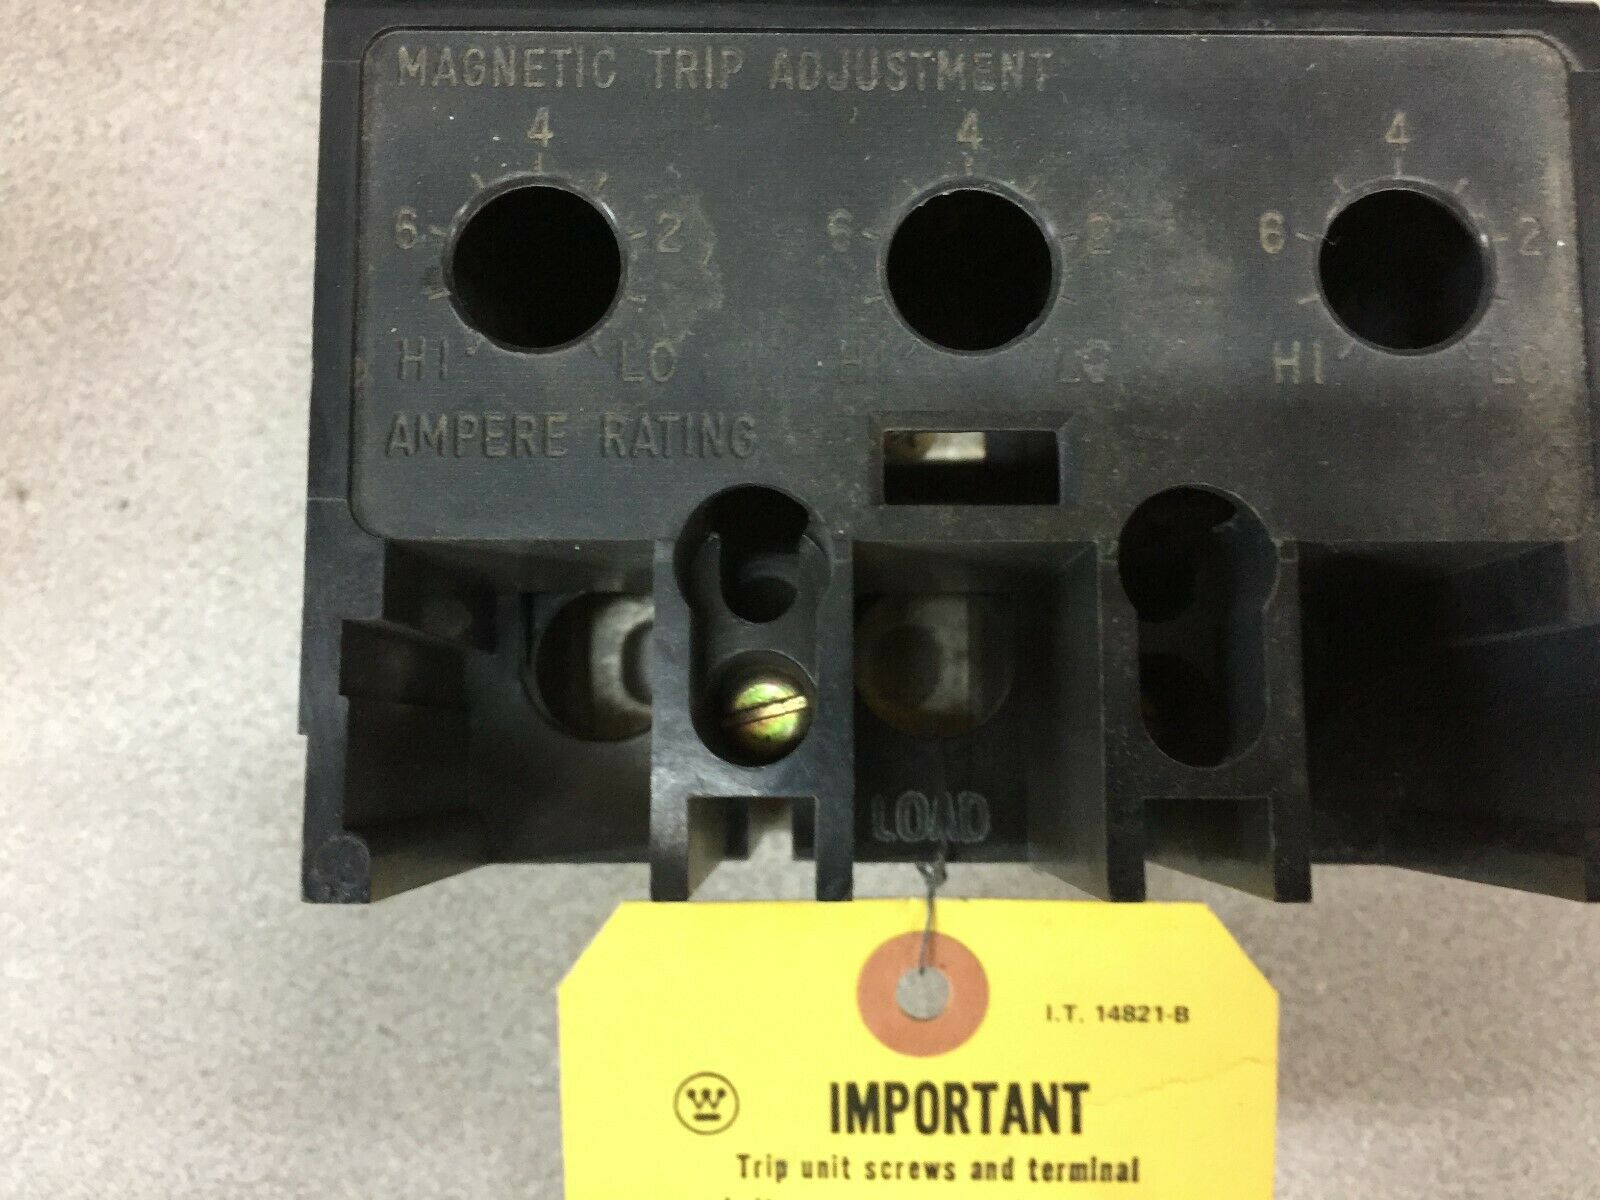 MAGNETIC TRIP ADJUSTMENT
4 4 4
6 2 6 2 6 2
HI LO HI LO HI LO
AMPERE RATING
LOAD
I.T. 14821-B
W IMPORTANT
Trip unit screws and terminal